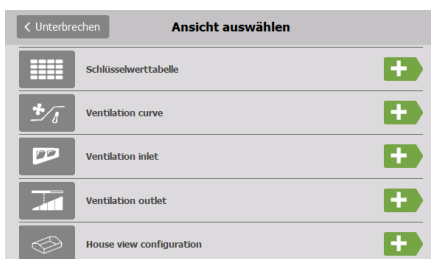 Unterbrechen
Ansicht auswählen
Schlüsselwerttabelle
Ventilation curve
Ventilation inlet
Ventilation outlet
House view configuration